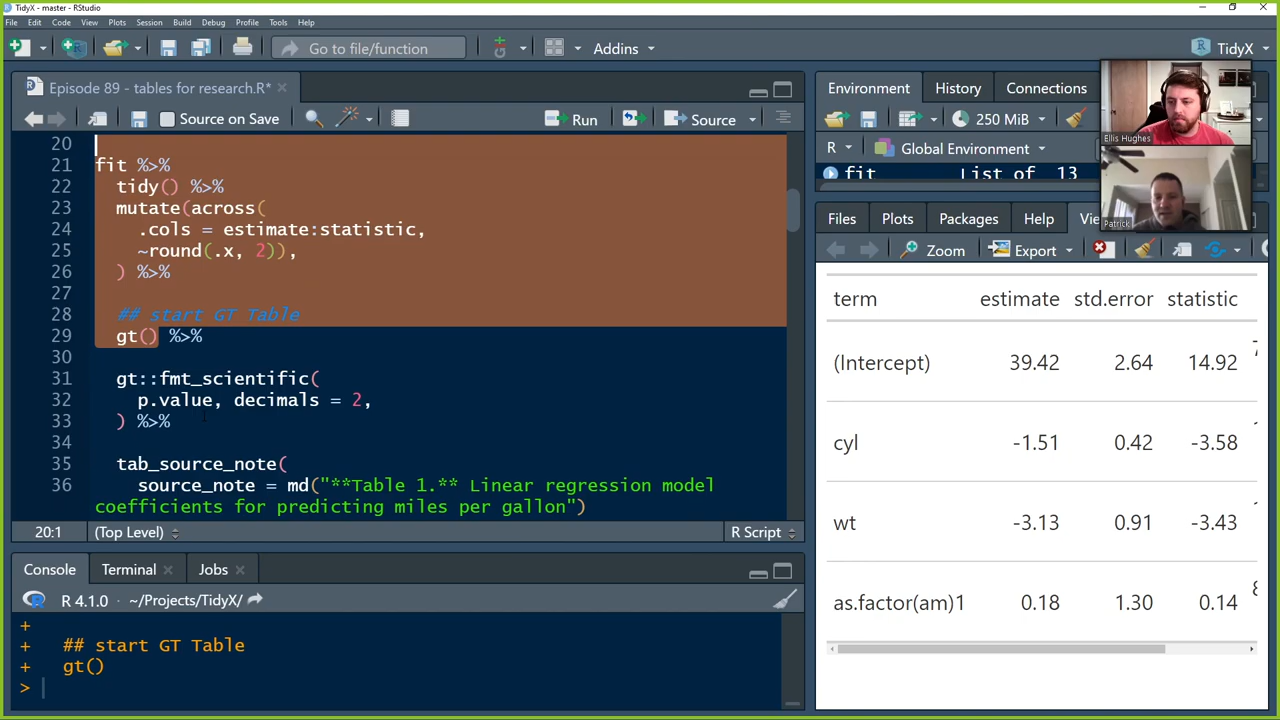 TidyX - master - RStudio
File Edit Code View Plots Session Build Debug Profile Tools Help
Go to file/function
Addins
TidyX
Episode 89 - tables for research.R*
Source on Save
Run
Source
20
21 fit %>%
22 tidy() %>%
23 mutate(across(
24 .cols = estimate:statistic,
25 ~round(.x, 2)),
26 ) %>%
27
28 ## start GT Table
29 gt() %>%
30
31 gt::fmt_scientific(
32 p.value, decimals = 2,
33 ) %>%
34
35 tab_source_note(
36 source_note = md("**Table 1.** Linear regression model
coefficients for predicting miles per gallon")
20:1 (Top Level) R Script
Console Terminal Jobs
R 4.1.0 · ~/Projects/TidyX/
+
+ ## start GT Table
+ gt()
>
Environment History Connections
250 MiB
R Global Environment
fit List of 13
Ellis Hughes
Patrick
Files Plots Packages Help
Zoom Export
term estimate std.error statistic
(Intercept) 39.42 2.64 14.92
cyl -1.51 0.42 -3.58
wt -3.13 0.91 -3.43
as.factor(am)1 0.18 1.30 0.14